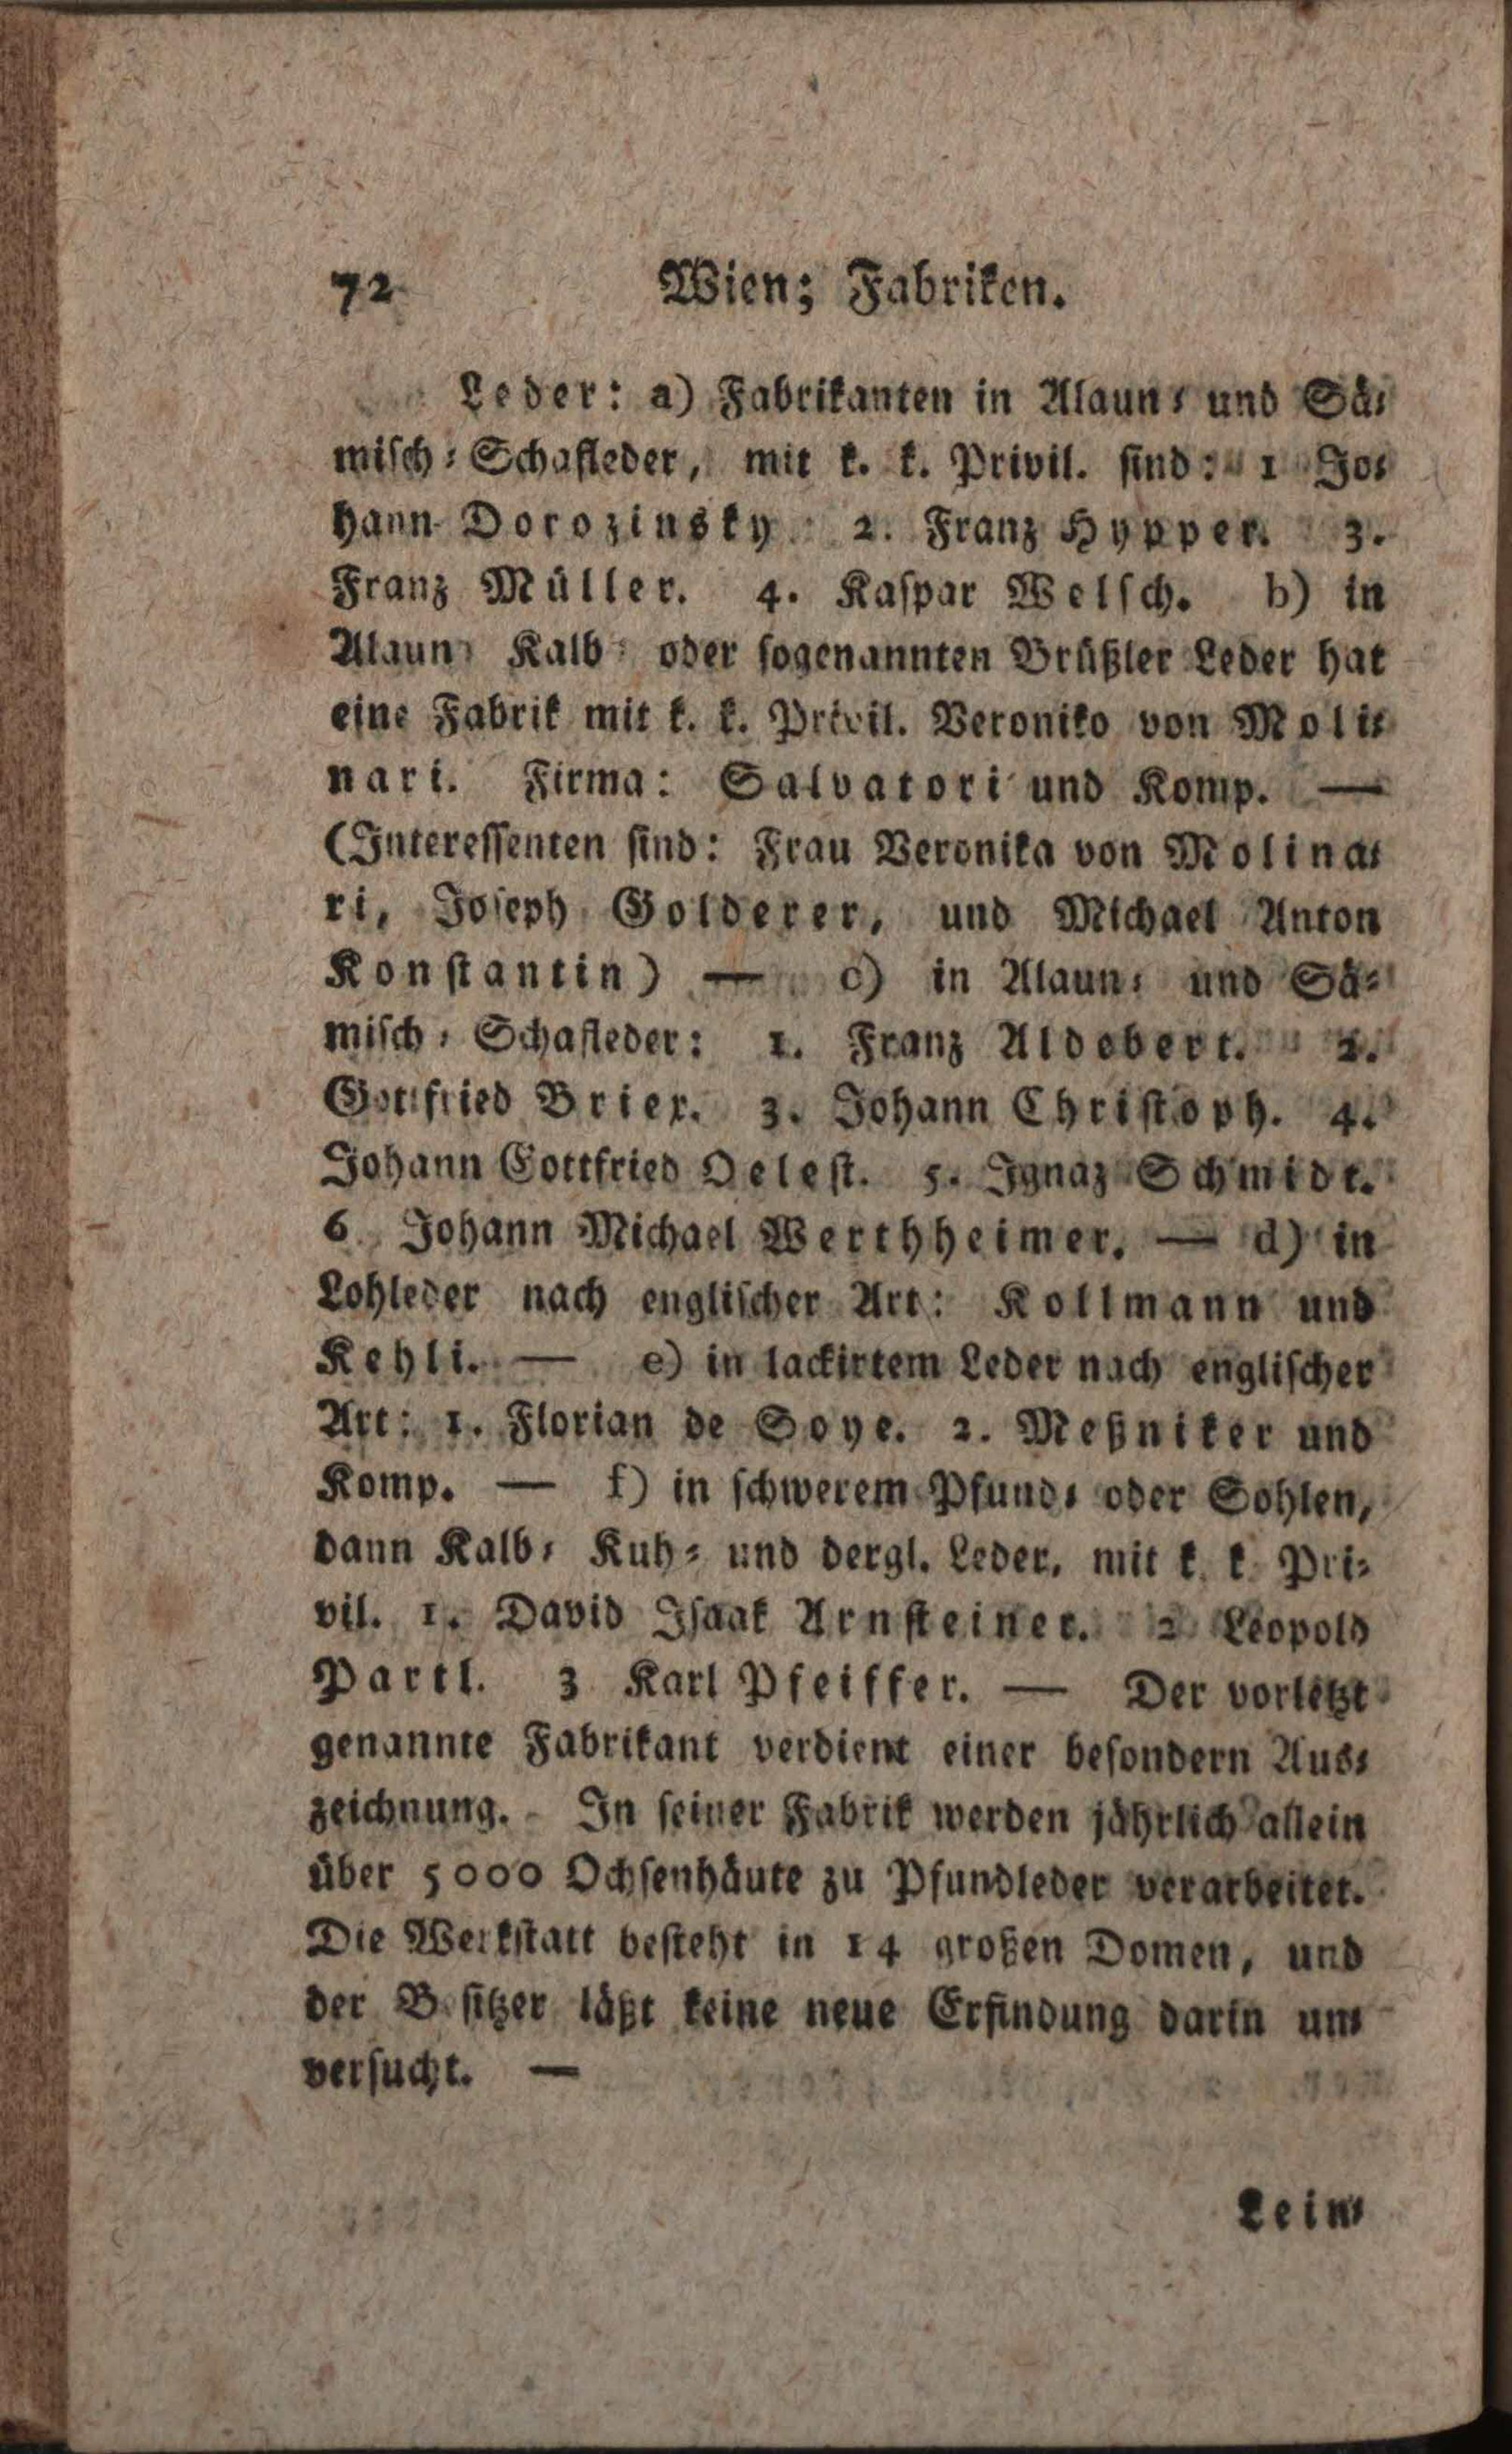 72 Wien; Fabriken.
Leder: a) Fabrikanten in Alaun- und Sä-
misch-Schafleder, mit k. k. Privil. sind: 1 Jo-
hann Dorozinsky 2. Franz Hypper. 3.
Franz Müller. 4. Kaspar Welsch. b) in
Alaun- Kalb- oder sogenannten Brüßler Leder hat
eine Fabrik mit k. k. Privil. Veroniko von Moli-
nari. Firma: Salvatori und Komp. —
(Interessenten sind: Frau Veronika von Molina-
ri, Joseph Golderer, und Michael Anton
Konstantin) — c) in Alaun- und Sä-
misch-Schafleder: 1. Franz Aldebert. 2.
Gottfried Brier. 3. Johann Christoph. 4.
Johann Gottfried Oelest. 5. Ignaz Schmidt.
6 Johann Michael Werthheimer. — d) in
Lohleder nach englischer Art: Kollmann und
Kehli. — e) in lackirtem Leder nach englischer
Art: 1. Florian de Soye. 2. Meßniker und
Komp. — f) in schwerem Pfund- oder Sohlen,
dann Kalb- Kuh- und dergl. Leder, mit k. k. Pri-
vil. 1. David Isaak Arnsteiner. 2 Leopold
Partl. 3 Karl Pfeiffer. — Der vorletzt
genannte Fabrikant verdient einer besondern Aus-
zeichnung. - In seiner Fabrik werden jährlich allein
über 5000 Ochsenhäute zu Pfundleder verarbeitet.
Die Werkstatt besteht in 14 großen Domen, und
der Besitzer läßt keine neue Erfindung darin un-
versucht. —
Lein-